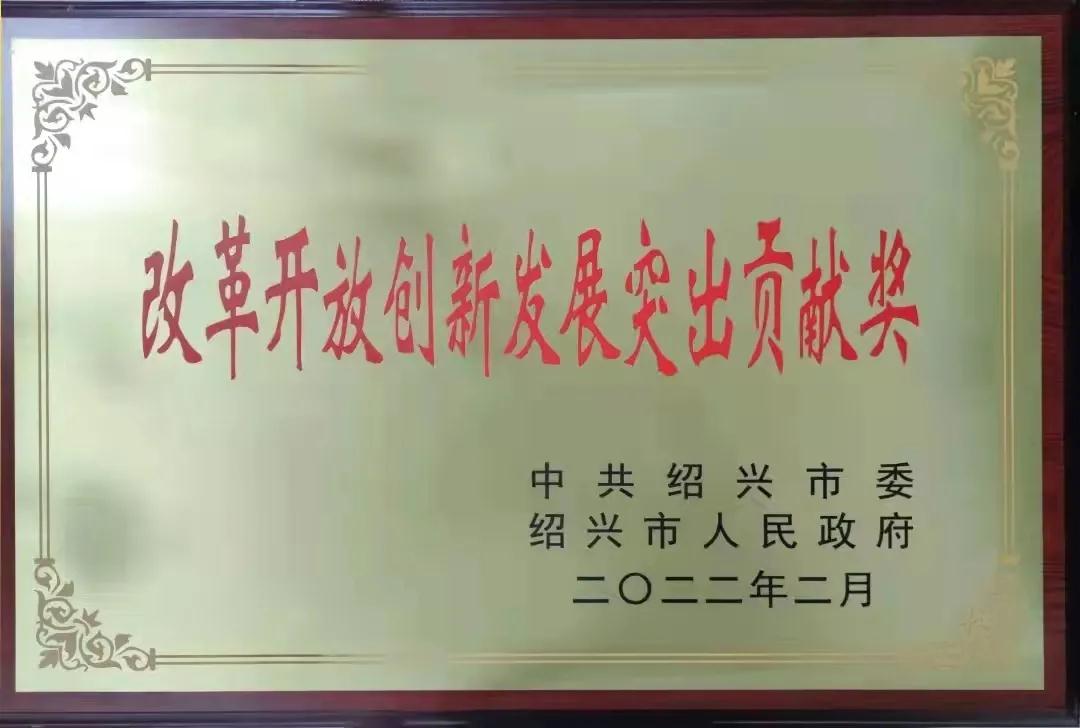 改革开放创新发展突出贡献奖
中共绍兴市委
绍兴市人民政府
二〇二二年二月